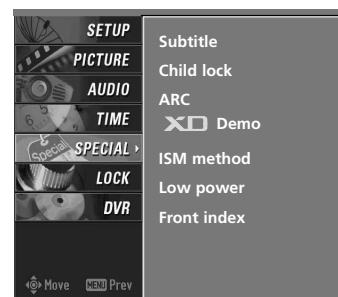 SETUP
PICTURE
AUDIO
TIME
SPECIAL
LOCK
DVR
Move MENU Prev
Subtitle
Child lock
ARC
XD Demo
ISM method
Low power
Front index